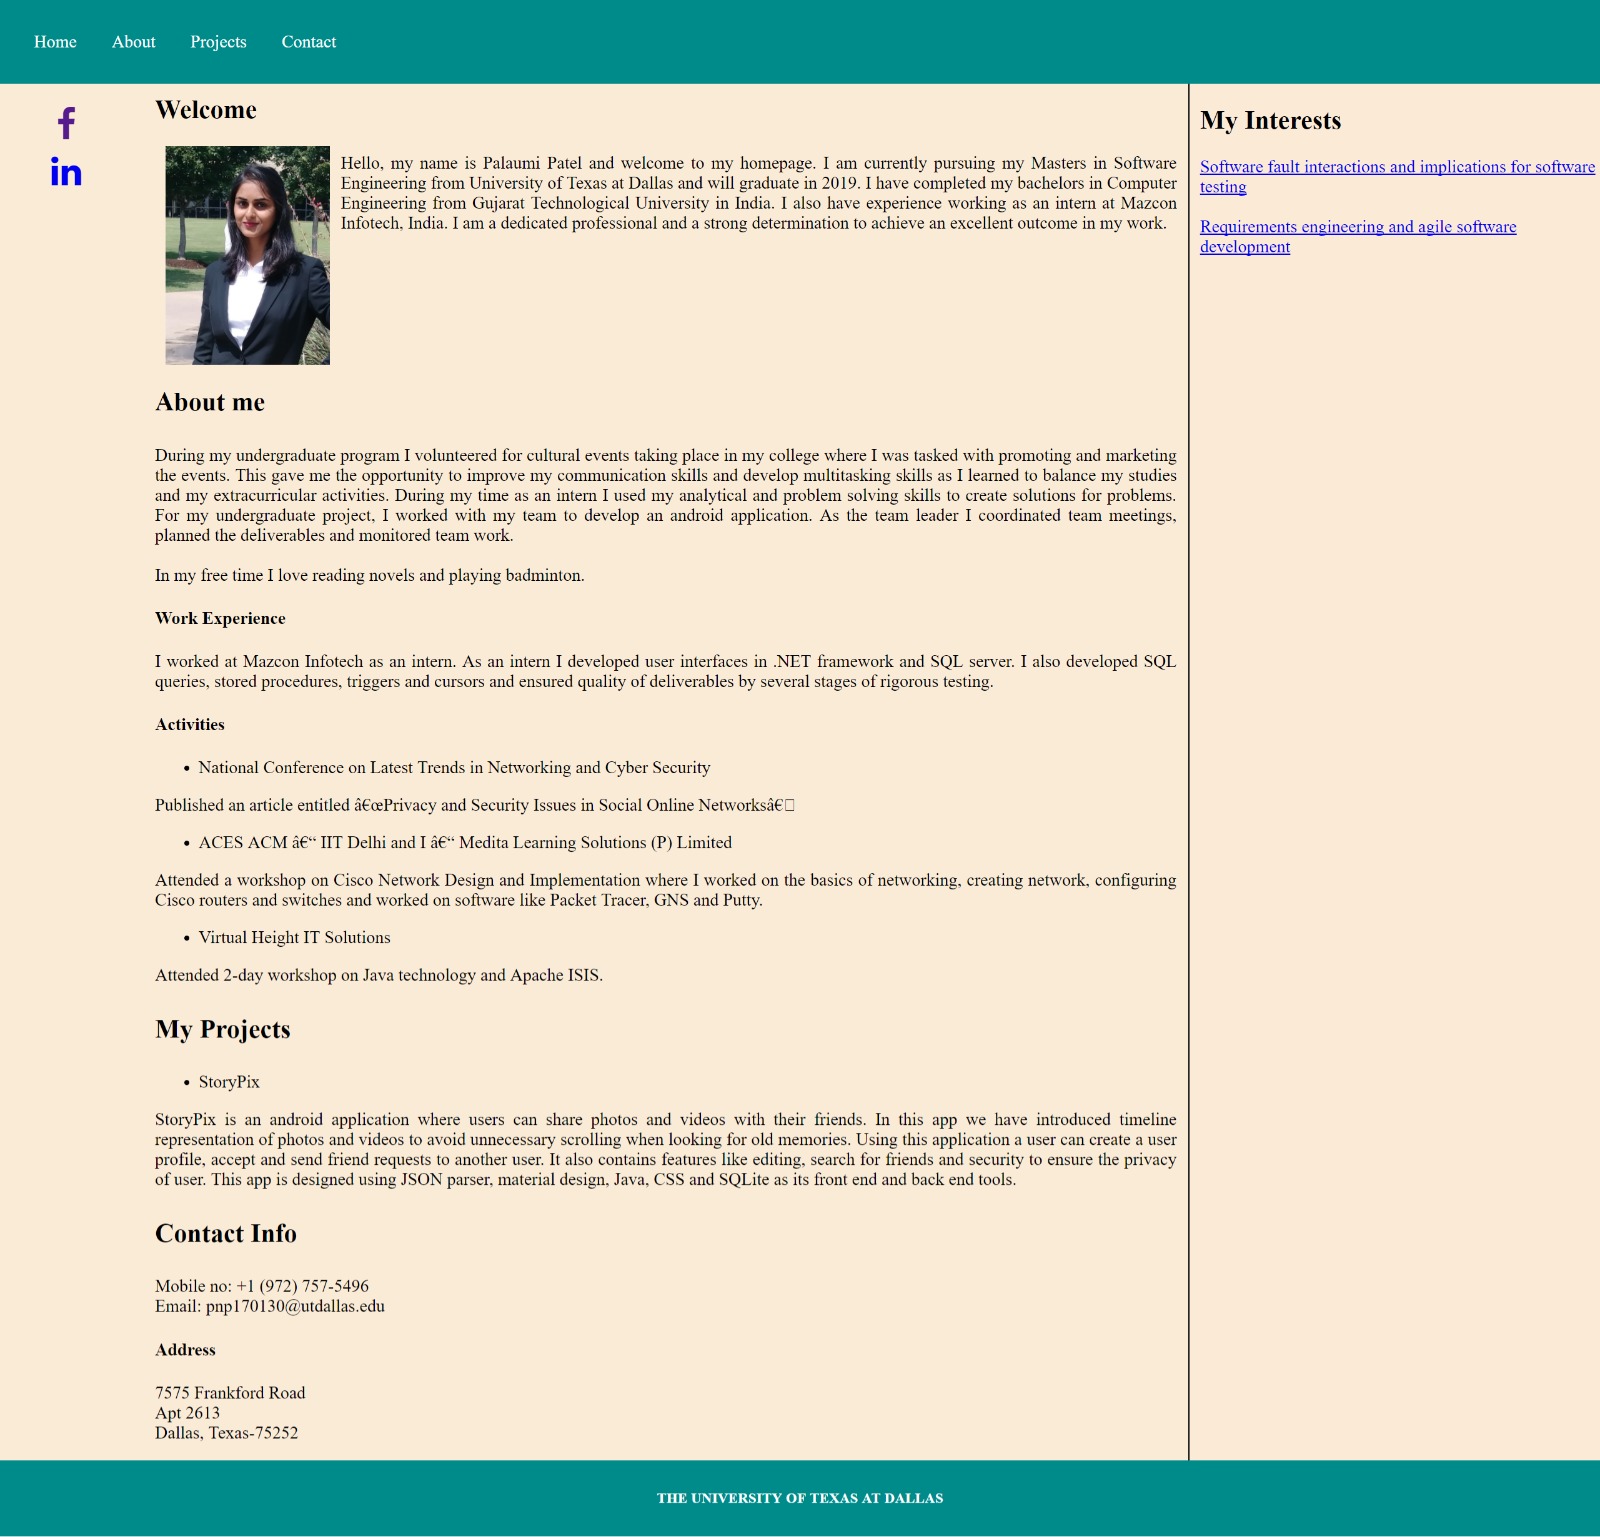 Home About Projects Contact
Welcome
Hello, my name is Palaumi Patel and welcome to my homepage. I am currently pursuing my Masters in Software
Engineering from University of Texas at Dallas and will graduate in 2019. I have completed my bachelors in Computer
Engineering from Gujarat Technological University in India. I also have experience working as an intern at Mazcon
Infotech, India. I am a dedicated professional and a strong determination to achieve an excellent outcome in my work.
About me
During my undergraduate program I volunteered for cultural events taking place in my college where I was tasked with promoting and marketing
the events. This gave me the opportunity to improve my communication skills and develop multitasking skills as I learned to balance my studies
and my extracurricular activities. During my time as an intern I used my analytical and problem solving skills to create solutions for problems.
For my undergraduate project, I worked with my team to develop an android application. As the team leader I coordinated team meetings,
planned the deliverables and monitored team work.
In my free time I love reading novels and playing badminton.
Work Experience
I worked at Mazcon Infotech as an intern. As an intern I developed user interfaces in .NET framework and SQL server. I also developed SQL
queries, stored procedures, triggers and cursors and ensured quality of deliverables by several stages of rigorous testing.
Activities
• National Conference on Latest Trends in Networking and Cyber Security
Published an article entitled â€œPrivacy and Security Issues in Social Online Networksâ€□
• ACES ACM â€“ IIT Delhi and I â€“ Medita Learning Solutions (P) Limited
Attended a workshop on Cisco Network Design and Implementation where I worked on the basics of networking, creating network, configuring
Cisco routers and switches and worked on software like Packet Tracer, GNS and Putty.
• Virtual Height IT Solutions
Attended 2-day workshop on Java technology and Apache ISIS.
My Projects
• StoryPix
StoryPix is an android application where users can share photos and videos with their friends. In this app we have introduced timeline
representation of photos and videos to avoid unnecessary scrolling when looking for old memories. Using this application a user can create a user
profile, accept and send friend requests to another user. It also contains features like editing, search for friends and security to ensure the privacy
of user. This app is designed using JSON parser, material design, Java, CSS and SQLite as its front end and back end tools.
Contact Info
Mobile no: +1 (972) 757-5496
Email: pnp170130@utdallas.edu
Address
7575 Frankford Road
Apt 2613
Dallas, Texas-75252
My Interests
Software fault interactions and implications for software
testing
Requirements engineering and agile software
development
THE UNIVERSITY OF TEXAS AT DALLAS